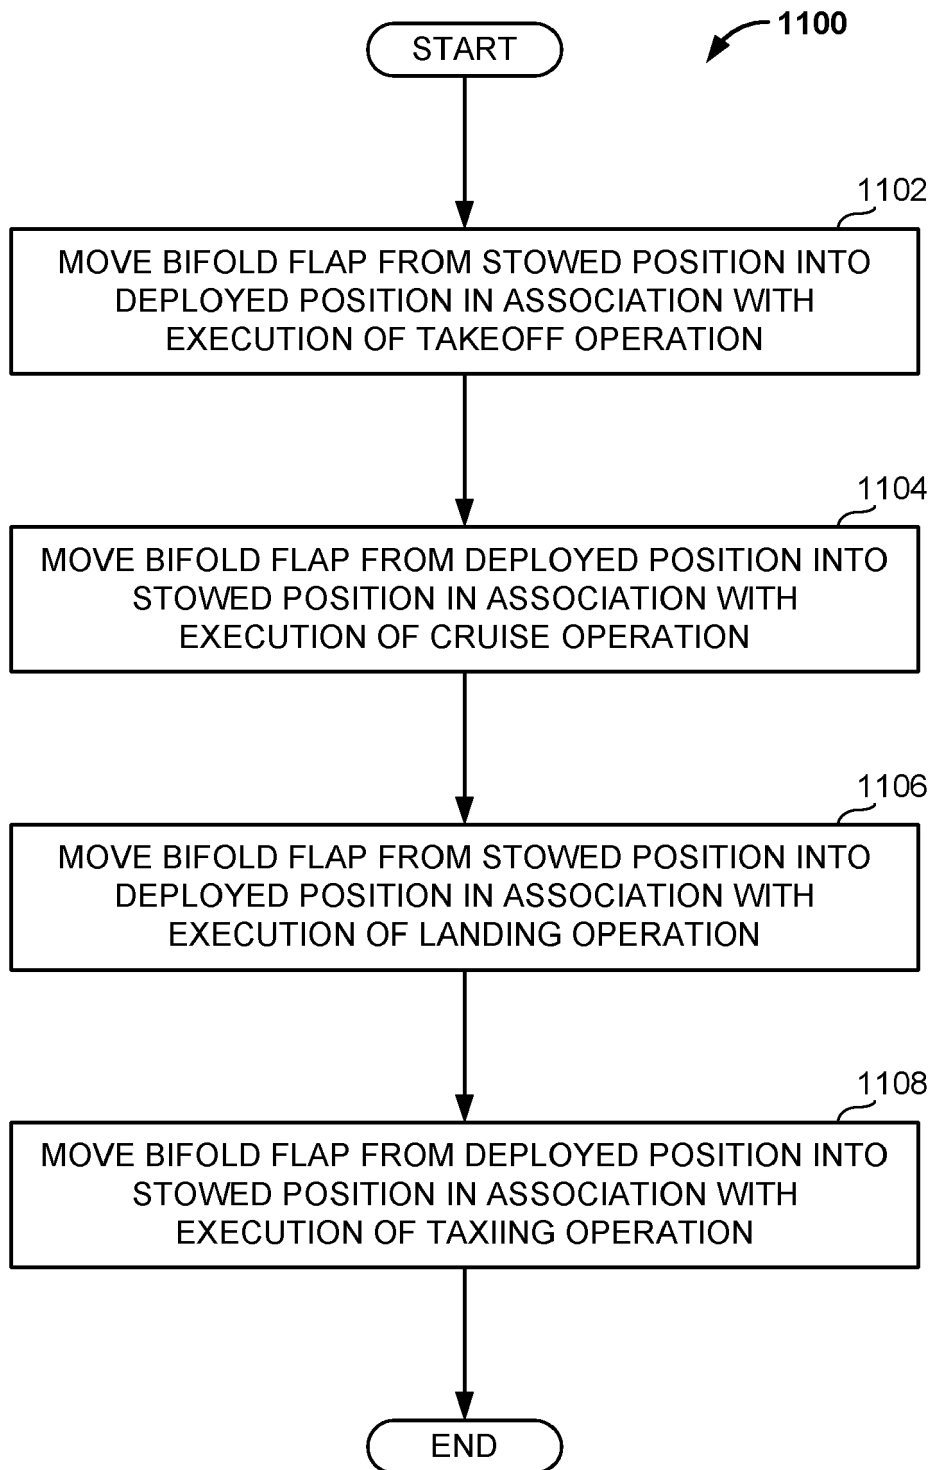 1100
START
1102
MOVE BIFOLD FLAP FROM STOWED POSITION INTO
DEPLOYED POSITION IN ASSOCIATION WITH
EXECUTION OF TAKEOFF OPERATION
1104
MOVE BIFOLD FLAP FROM DEPLOYED POSITION INTO
STOWED POSITION IN ASSOCIATION WITH
EXECUTION OF CRUISE OPERATION
1106
MOVE BIFOLD FLAP FROM STOWED POSITION INTO
DEPLOYED POSITION IN ASSOCIATION WITH
EXECUTION OF LANDING OPERATION
1108
MOVE BIFOLD FLAP FROM DEPLOYED POSITION INTO
STOWED POSITION IN ASSOCIATION WITH
EXECUTION OF TAXIING OPERATION
END